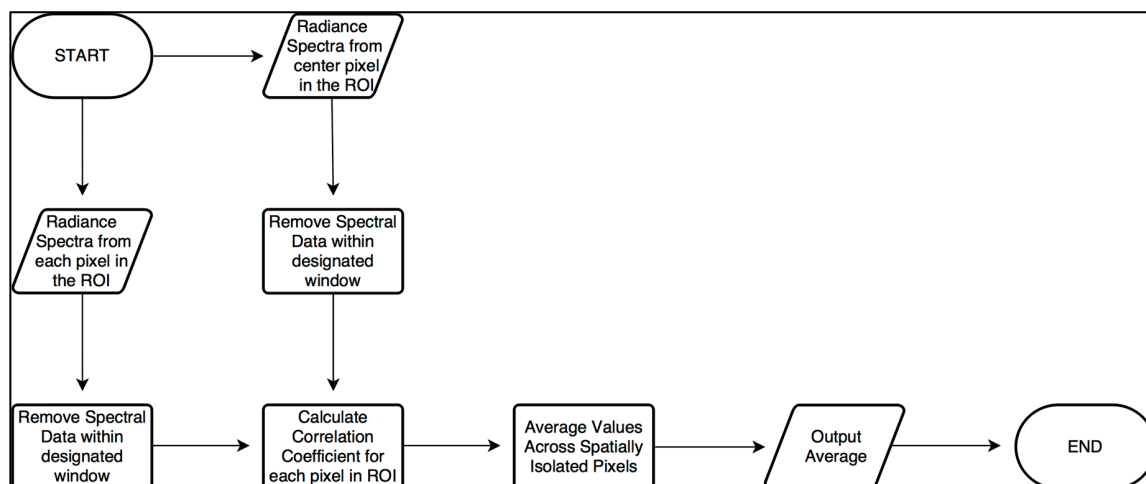 START
Radiance
Spectra from
center pixel
in the ROI
Radiance
Spectra from
each pixel in
the ROI
Remove Spectral
Data within
designated
window
Remove Spectral
Data within
designated
window
Calculate
Correlation
Coefficient for
each pixel in ROI
Average Values
Across Spatially
Isolated Pixels
Output
Average
END